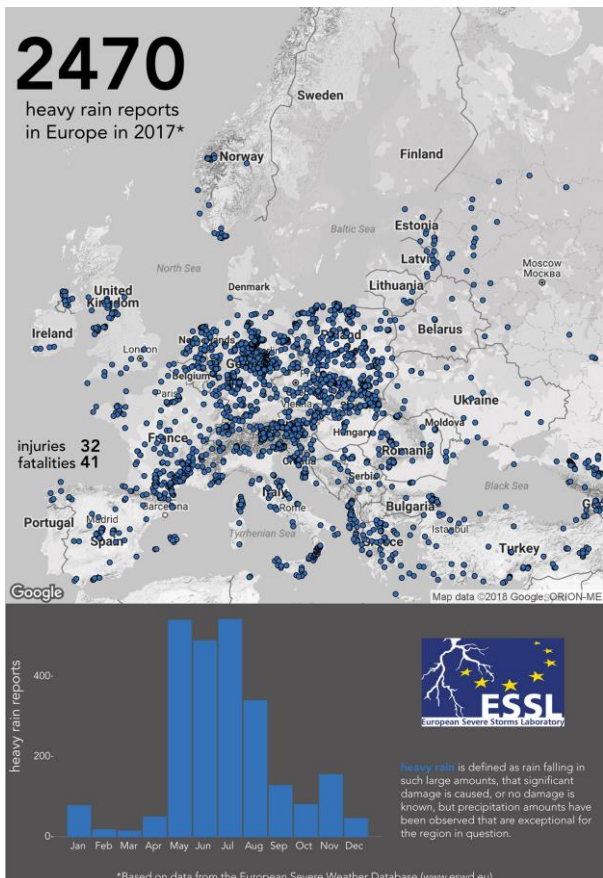 2470
heavy rain reports
in Europe in 2017*
Sweden
Norway
Finland
Baltic Sea
Estonia
Latvi
North Sea
Moscow
Москва
Denmark
Lithuania
United
Kingdom
Ireland
London
Netherlands
Belarus
Poland
Belgium
Paris
Vienna
Ukraine
Moldova
injuries 32
fatalities 41
France
Hungary
Romania
Croatia
Serbia
Italy
Black Sea
Bulgaria
Portugal
Madrid
Barcelona
Rome
Istanbul
Spain
Tyrrhenian Sea
Greece
Turkey
Google
Map data ©2018 Google, ORION-ME
heavy rain reports
400-
200-
0-
Jan Feb Mar Apr May Jun Jul Aug Sep Oct Nov Dec
ESSL
European Severe Storms Laboratory
heavy rain is defined as rain falling in
such large amounts, that significant
damage is caused, or no damage is
known, but precipitation amounts have
been observed that are exceptional for
the region in question.
*Based on data from the European Severe Weather Database (www.eswd.eu)